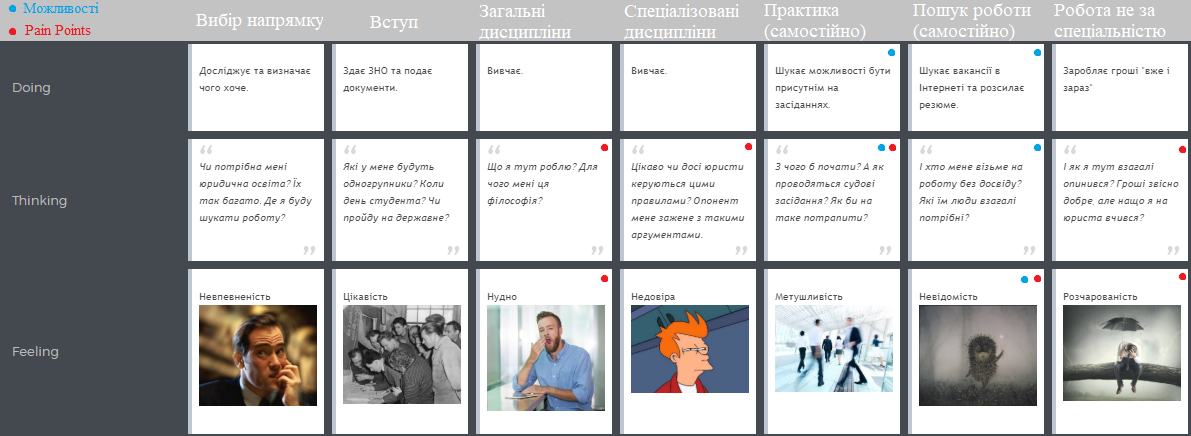 Можливості
Pain Points
Вибір напрямку
Вступ
Загальні
дисципліни
Спеціалізовані
дисципліни
Практика
(самостійно)
Пошук роботи
(самостійно)
Робота не за
спеціальністю
Doing
Досліджує та визначає
чого хоче.
Здає ЗНО та подає
документи.
Вивчає.
Вивчає.
Шукає можливості бути
присутнім на
засіданнях.
Шукає вакансії в
Інтернеті та розсилає
резюме.
Заробляє гроші "вже і
зараз"
Thinking
“
Чи потрібна мені
юридична освіта? Їх
так багато. Де я буду
шукати роботу?
”
“
Які у мене будуть
одногрупники? Коли
день студента? Чи
пройду на державне?
”
“
Що я тут роблю? Для
чого мені ця
філософія?
”
“
Цікаво чи досі юристи
керуються цими
правилами? Опонент
мене зажене з такими
аргументами.
”
“
З чого б почати? А як
проводяться судові
засідання? Як би на
таке потрапити?
”
“
І хто мене візьме на
роботу без досвіду?
Які їм люди взагалі
потрібні?
”
“
І як я тут взагалі
опинився? Гроші звісно
добре, але нащо я на
юриста вчився?
”
Feeling
Невпевненість
Цікавість
Нудно
Недовіра
Метушливість
Невідомість
Розчарованість